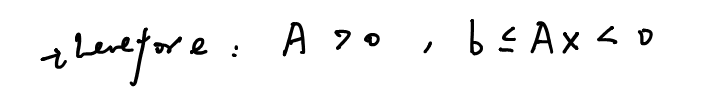 → therefore : A > 0 , b ≤ Ax < 0